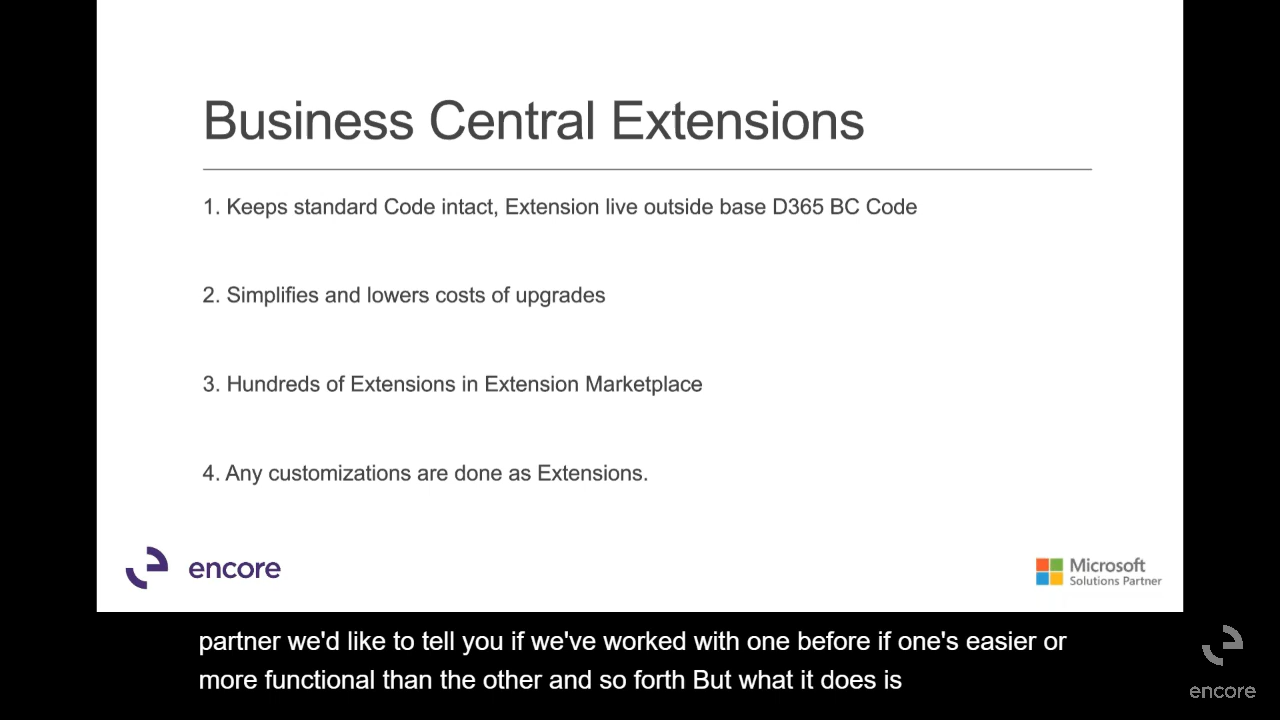 Business Central Extensions
1. Keeps standard Code intact, Extension live outside base D365 BC Code
2. Simplifies and lowers costs of upgrades
3. Hundreds of Extensions in Extension Marketplace
4. Any customizations are done as Extensions.
encore
Microsoft
Solutions Partner
partner we'd like to tell you if we've worked with one before if one's easier or
more functional than the other and so forth But what it does is
encore